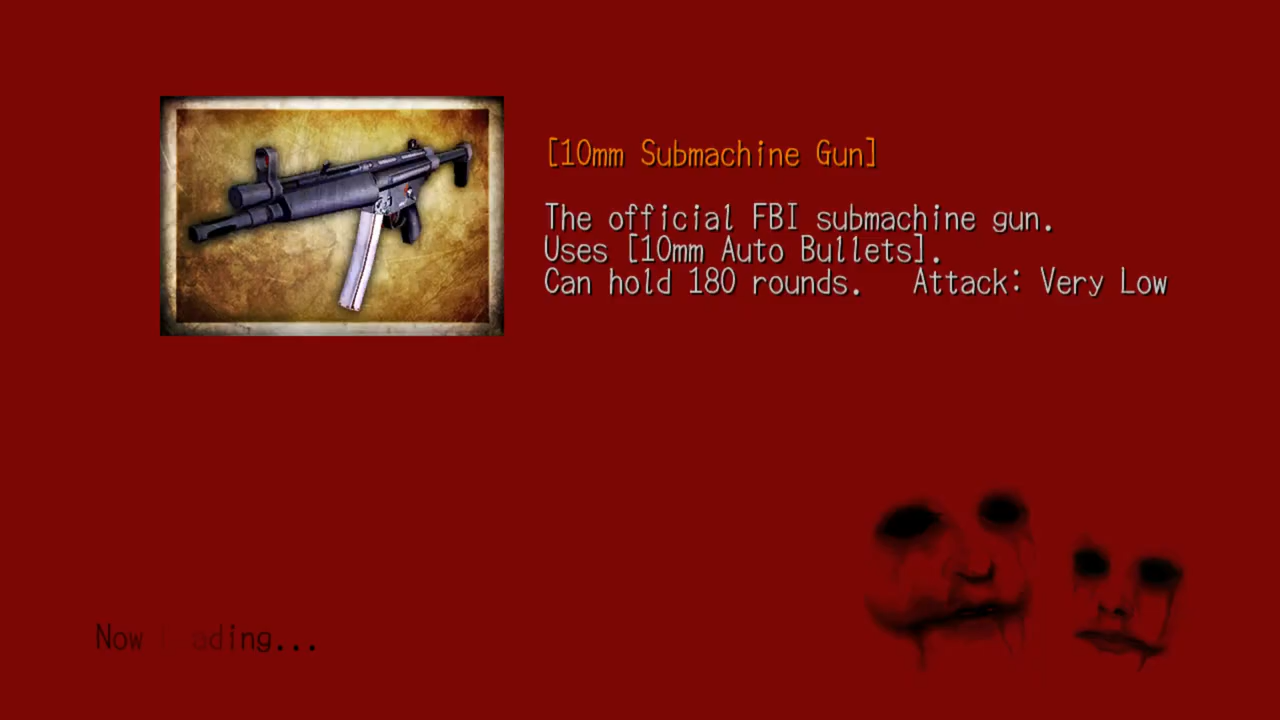 [10mm Submachine Gun]
The official FBI submachine gun.
Uses [10mm Auto Bullets].
Can hold 180 rounds. Attack: Very Low
Now Loading...